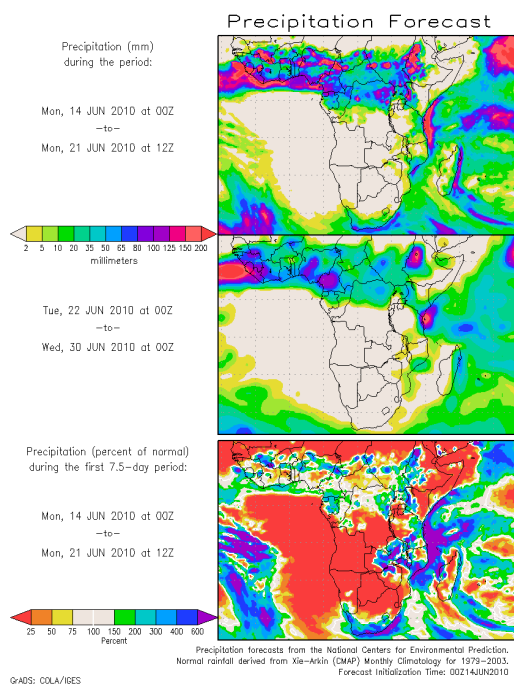 Precipitation Forecast
Precipitation (mm)
during the period:
Mon, 14 JUN 2010 at 00Z
-to-
Mon, 21 JUN 2010 at 12Z
2 5 10 20 35 50 65 80 100 125 150 200
millimeters
Tue, 22 JUN 2010 at 00Z
-to-
Wed, 30 JUN 2010 at 00Z
Precipitation (percent of normal)
during the first 7.5-day period:
Mon, 14 JUN 2010 at 00Z
-to-
Mon, 21 JUN 2010 at 12Z
25 50 75 100 150 200 300 400 600
Percent
Precipitation forecasts from the National Centers for Environmental Prediction.
Normal rainfall derived from Xie-Arkin (CMAP) Monthly Climatology for 1979-2003.
Forecast Initialization Time: 00Z14JUN2010
GrADS: COLA/IGES